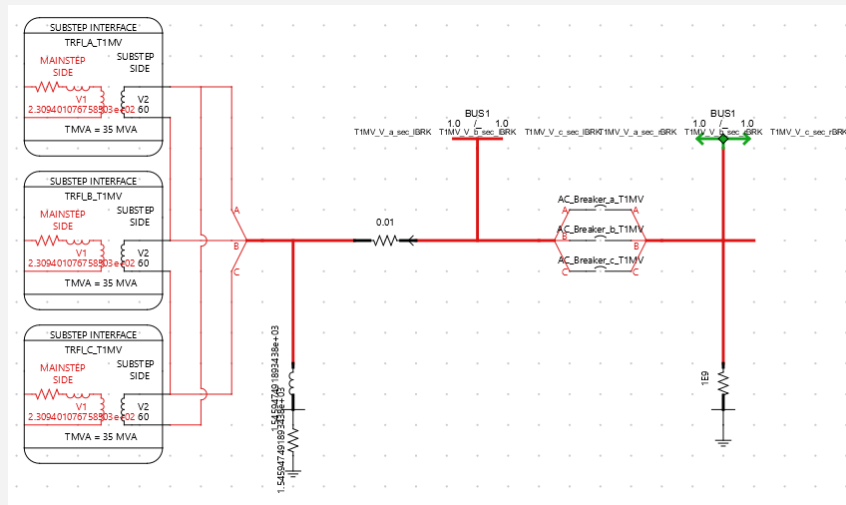 SUBSTEP INTERFACE
TRFI_A_T1MV
MAINSTEP
SIDE
SUBSTEP
SIDE
V1
V2
2.309401076758503e+02
60
TMVA = 35 MVA
SUBSTEP INTERFACE
TRFI_B_T1MV
MAINSTEP
SIDE
SUBSTEP
SIDE
V1
V2
2.309401076758503e+02
60
TMVA = 35 MVA
SUBSTEP INTERFACE
TRFI_C_T1MV
MAINSTEP
SIDE
SUBSTEP
SIDE
V1
V2
2.309401076758503e+02
60
TMVA = 35 MVA
A
B
C
0.01
BUS1
1.0 /_ 1.0
T1MV_V_a_sec_lBRK
T1MV_V_b_sec_lBRK
T1MV_V_c_sec_lBRK
AC_Breaker_a_T1MV
A A
AC_Breaker_b_T1MV
B B
AC_Breaker_c_T1MV
C C
BUS1
1.0 /_ 1.0
T1MV_V_a_sec_rBRK
T1MV_V_b_sec_rBRK
T1MV_V_c_sec_rBRK
1E9